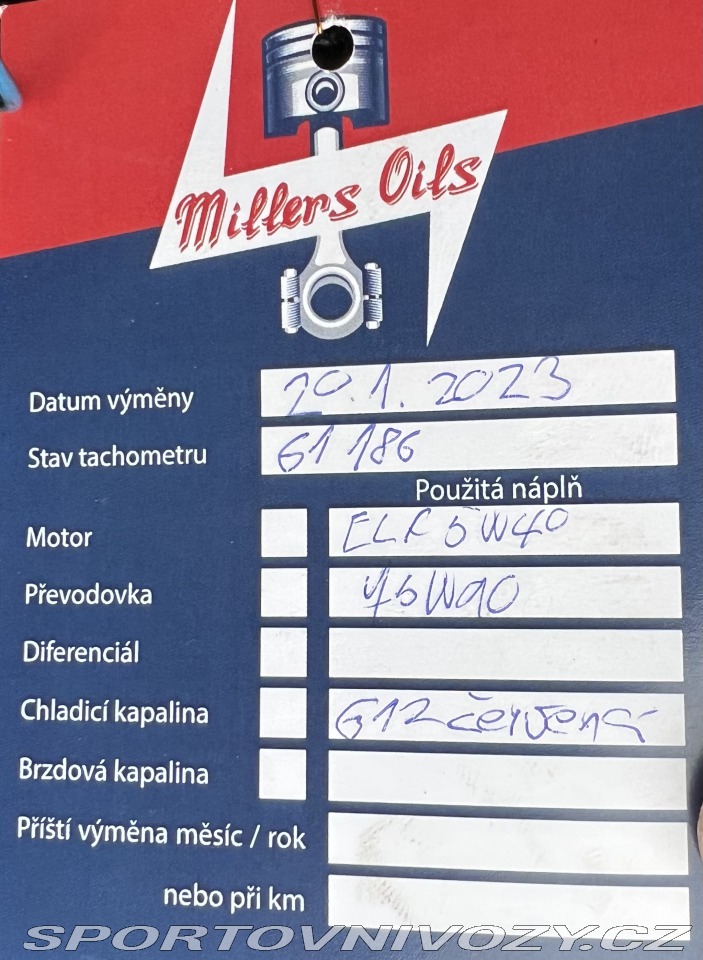 Millers Oils
Datum výměny 20.1.2023
Stav tachometru 61 186
Použitá náplň
Motor ELF 5W40
Převodovka 75W90
Diferenciál
Chladicí kapalina G12 červená
Brzdová kapalina
Příští výměna měsíc / rok
nebo při km
SPORTOVNIVOZY.CZ